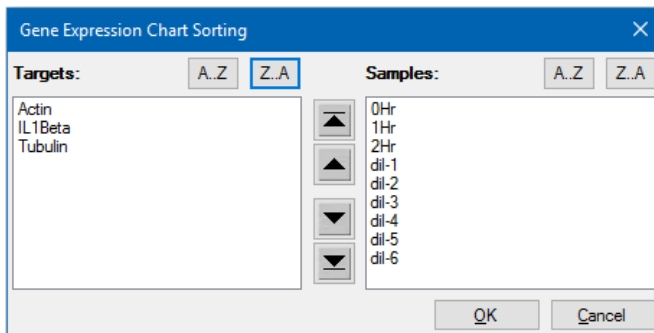 Gene Expression Chart Sorting
Targets: A..Z Z..A Samples: A..Z Z..A
Actin
IL1Beta
Tubulin
0Hr
1Hr
2Hr
dil-1
dil-2
dil-3
dil-4
dil-5
dil-6
OK Cancel